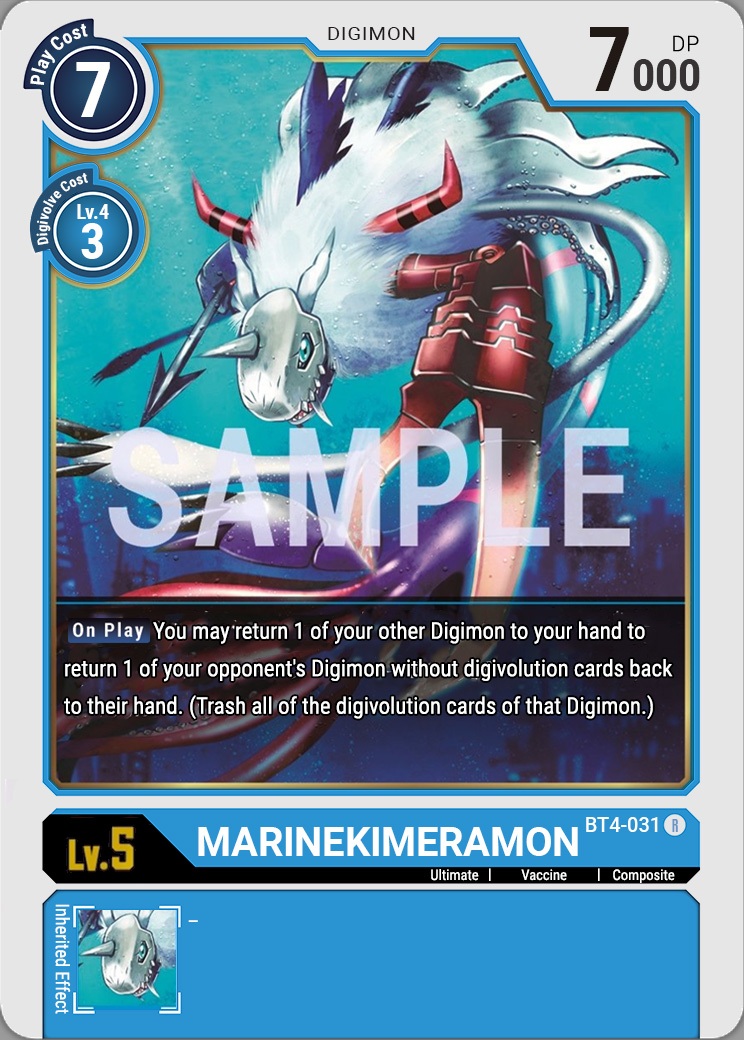 DIGIMON
Play Cost
7
DP
7000
Digivolve Cost
Lv.4
3
SAMPLE
On Play You may return 1 of your other Digimon to your hand to
return 1 of your opponent's Digimon without digivolution cards back
to their hand. (Trash all of the digivolution cards of that Digimon.)
Lv.5
MARINEKIMERAMON
BT4-031 R
Ultimate | Vaccine | Composite
Inherited Effect
–